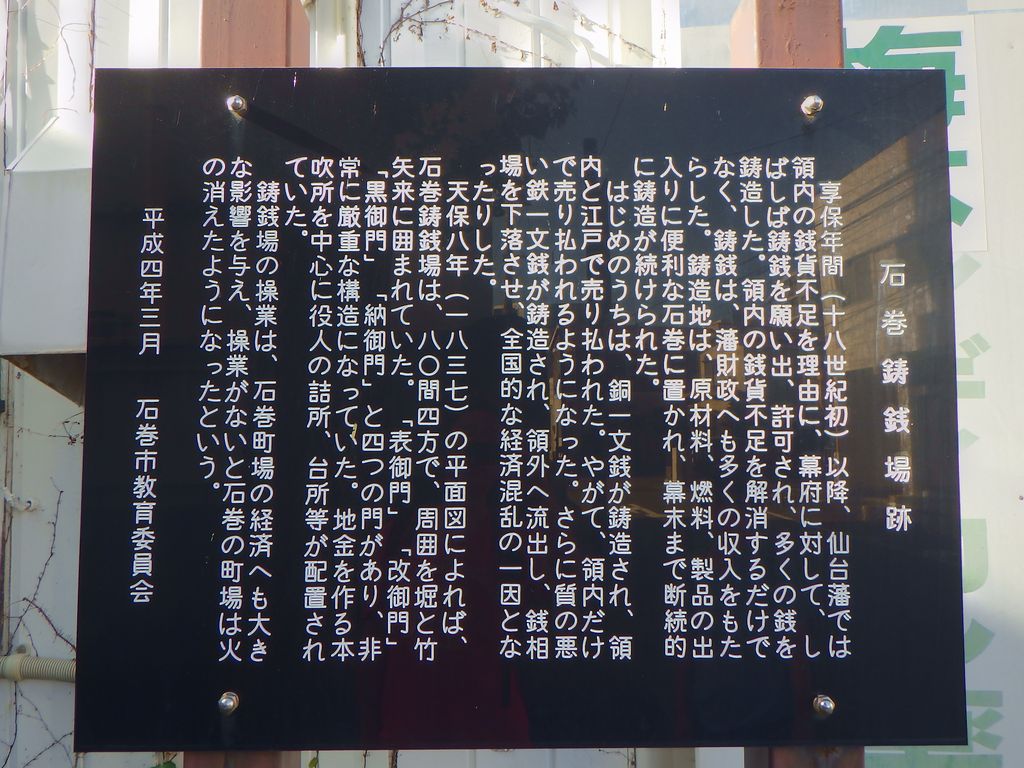 石巻鋳銭場跡
享保年間（十八世紀初）以降、仙台藩では
領内の銭貨不足を理由に、幕府に対して、し
ばしば鋳銭を願い出、許可され、多くの銭を
鋳造した。領内の銭貨不足を解消するだけで
なく、鋳銭は、藩財政へも多くの収入をもた
らした。鋳造地は、原材料、燃料、製品の出
入りに便利な石巻に置かれ、幕末まで断続的
に鋳造が続けられた。
はじめのうちは、銅一文銭が鋳造され、領
内と江戸で売り払われた。やがて、領内だけ
で売り払われるようになった。さらに質の悪
い鉄一文銭が鋳造され、領外へ流出し、銭相
場を下落させ、全国的な経済混乱の一因とな
ったりした。
天保八年（一八三七）の平面図によれば、
石巻鋳銭場は、八〇間四方で、周囲を堀と竹
矢来に囲まれていた。「表御門」「改御門」
「黒御門」「納御門」と四つの門があり、非
常に厳重な構造になっていた。地金を作る本
吹所を中心に役人の詰所、台所等が配置され
ていた。
鋳銭場の操業は、石巻町場の経済へも大き
な影響を与え、操業がないと石巻の町場は火
の消えたようになったという。
平成四年三月 石巻市教育委員会